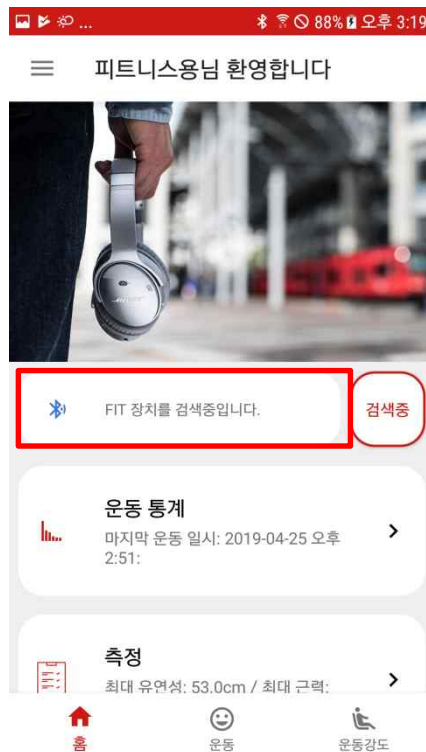 ... 88% 오후 3:19
피트니스용님 환영합니다
FIT 장치를 검색중입니다.
검색중
운동 통계
마지막 운동 일시: 2019-04-25 오후
2:51:
측정
최대 유연성: 53.0cm / 최대 근력:
홈
운동
운동강도